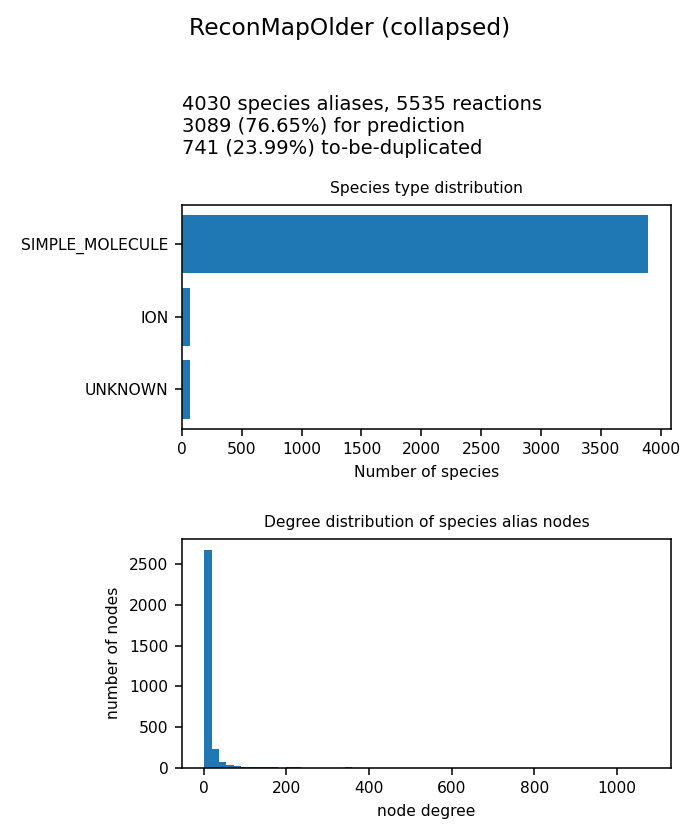 ReconMapOlder (collapsed)
4030 species aliases, 5535 reactions
3089 (76.65%) for prediction
741 (23.99%) to-be-duplicated
Species type distribution
SIMPLE_MOLECULE
ION
UNKNOWN
0 500 1000 1500 2000 2500 3000 3500 4000
Number of species
Degree distribution of species alias nodes
2500
2000
1500
1000
500
0
number of nodes
0 200 400 600 800 1000
node degree